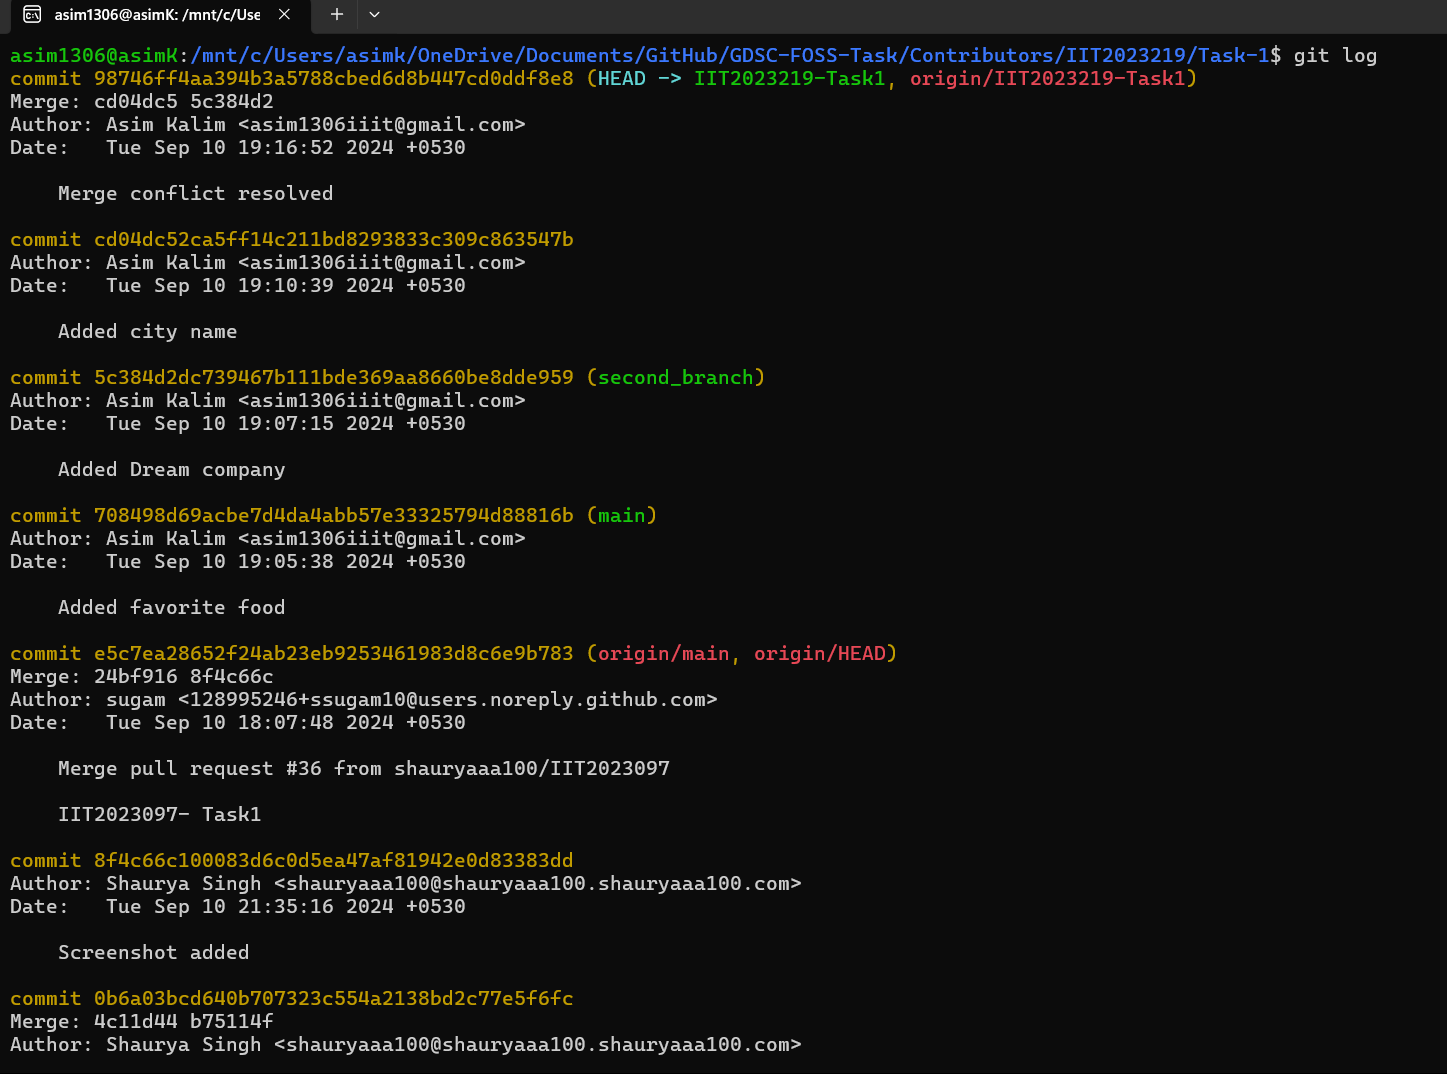 asim1306@asimK: /mnt/c/Use
asim1306@asimK:/mnt/c/Users/asimk/OneDrive/Documents/GitHub/GDSC-FOSS-Task/Contributors/IIT2023219/Task-1$ git log
commit 98746ff4aa394b3a5788cbed6d8b447cd0ddf8e8 (HEAD -> IIT2023219-Task1, origin/IIT2023219-Task1)
Merge: cd04dc5 5c384d2
Author: Asim Kalim <asim1306iiit@gmail.com>
Date:   Tue Sep 10 19:16:52 2024 +0530
Merge conflict resolved
commit cd04dc52ca5ff14c211bd8293833c309c863547b
Author: Asim Kalim <asim1306iiit@gmail.com>
Date:   Tue Sep 10 19:10:39 2024 +0530
Added city name
commit 5c384d2dc739467b111bde369aa8660be8dde959 (second_branch)
Author: Asim Kalim <asim1306iiit@gmail.com>
Date:   Tue Sep 10 19:07:15 2024 +0530
Added Dream company
commit 708498d69acbe7d4da4abb57e33325794d88816b (main)
Author: Asim Kalim <asim1306iiit@gmail.com>
Date:   Tue Sep 10 19:05:38 2024 +0530
Added favorite food
commit e5c7ea28652f24ab23eb9253461983d8c6e9b783 (origin/main, origin/HEAD)
Merge: 24bf916 8f4c66c
Author: sugam <128995246+ssugam10@users.noreply.github.com>
Date:   Tue Sep 10 18:07:48 2024 +0530
Merge pull request #36 from shauryaaa100/IIT2023097
IIT2023097- Task1
commit 8f4c66c100083d6c0d5ea47af81942e0d83383dd
Author: Shaurya Singh <shauryaaa100@shauryaaa100.shauryaaa100.com>
Date:   Tue Sep 10 21:35:16 2024 +0530
Screenshot added
commit 0b6a03bcd640b707323c554a2138bd2c77e5f6fc
Merge: 4c11d44 b75114f
Author: Shaurya Singh <shauryaaa100@shauryaaa100.shauryaaa100.com>